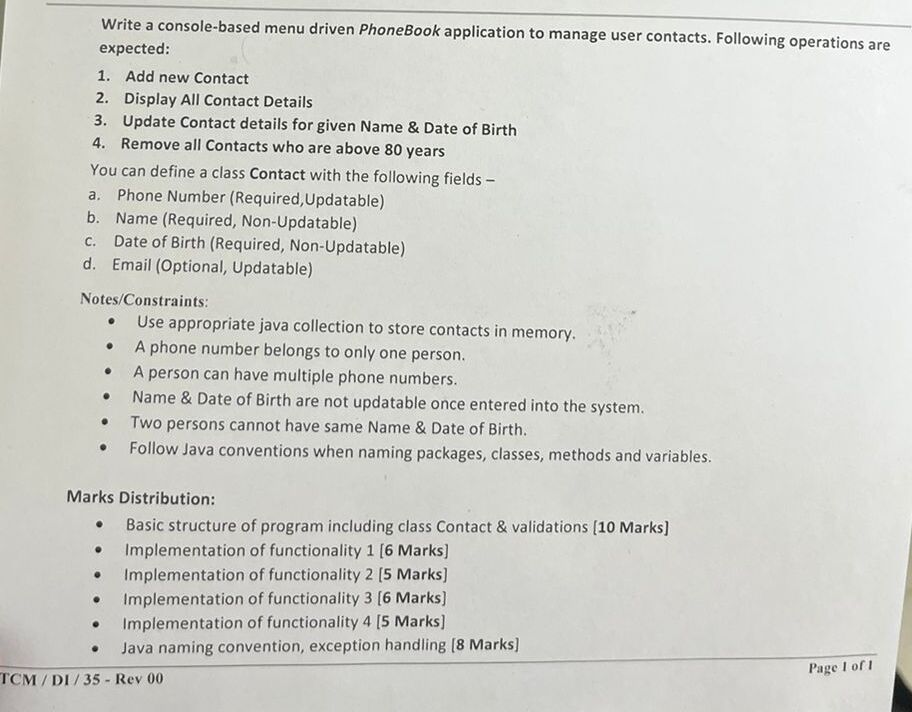 Write a console-based menu driven PhoneBook application to manage user contacts. Following operations are
expected:
1. Add new Contact
2. Display All Contact Details
3. Update Contact details for given Name & Date of Birth
4. Remove all Contacts who are above 80 years
You can define a class Contact with the following fields –
a. Phone Number (Required,Updatable)
b. Name (Required, Non-Updatable)
c. Date of Birth (Required, Non-Updatable)
d. Email (Optional, Updatable)
Notes/Constraints:
• Use appropriate java collection to store contacts in memory.
• A phone number belongs to only one person.
• A person can have multiple phone numbers.
• Name & Date of Birth are not updatable once entered into the system.
• Two persons cannot have same Name & Date of Birth.
• Follow Java conventions when naming packages, classes, methods and variables.
Marks Distribution:
• Basic structure of program including class Contact & validations [10 Marks]
• Implementation of functionality 1 [6 Marks]
• Implementation of functionality 2 [5 Marks]
• Implementation of functionality 3 [6 Marks]
• Implementation of functionality 4 [5 Marks]
• Java naming convention, exception handling [8 Marks]
TCM / DI / 35 - Rev 00
Page 1 of 1